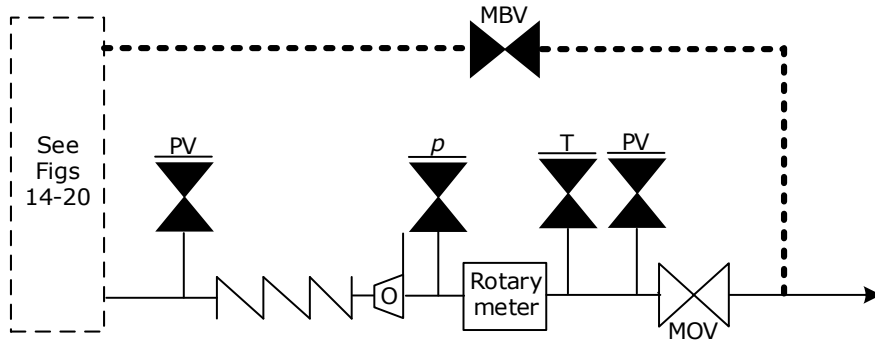 MBV
See
Figs
14-20
PV
p
T
PV
O
Rotary
meter
MOV